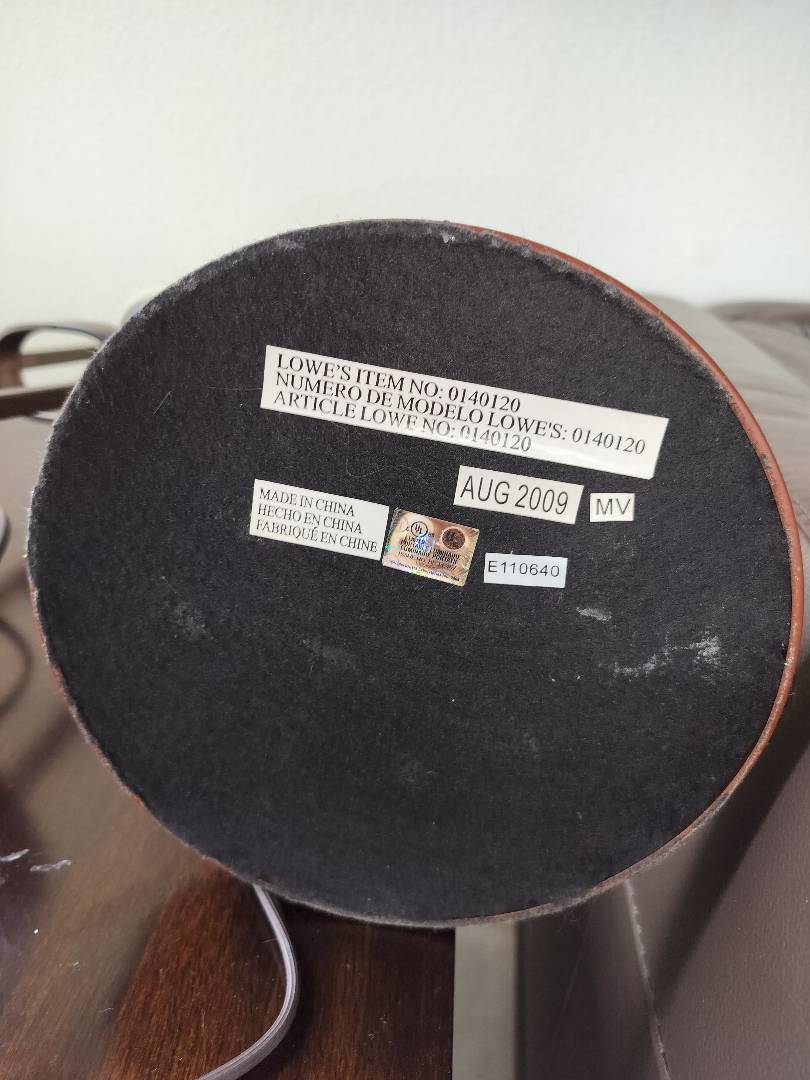 LOWE'S ITEM NO: 0140120
NUMERO DE MODELO LOWE'S: 0140120
ARTICLE LOWE NO: 0140120
AUG 2009
MV
MADE IN CHINA
HECHO EN CHINA
FABRIQUÉ EN CHINE
UL
E110640